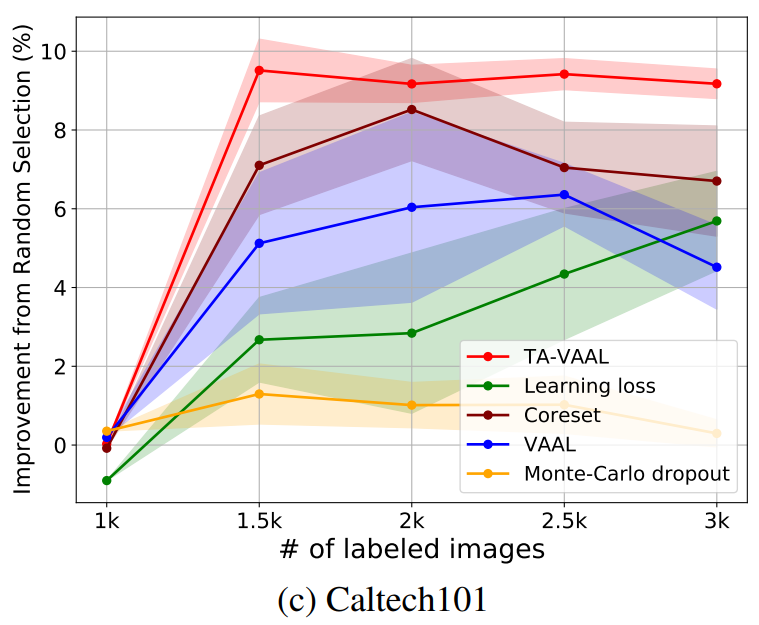 Improvement from Random Selection (%)
10
8
6
4
2
0
TA-VAAL
Learning loss
Coreset
VAAL
Monte-Carlo dropout
1k 1.5k 2k 2.5k 3k
# of labeled images
(c) Caltech101